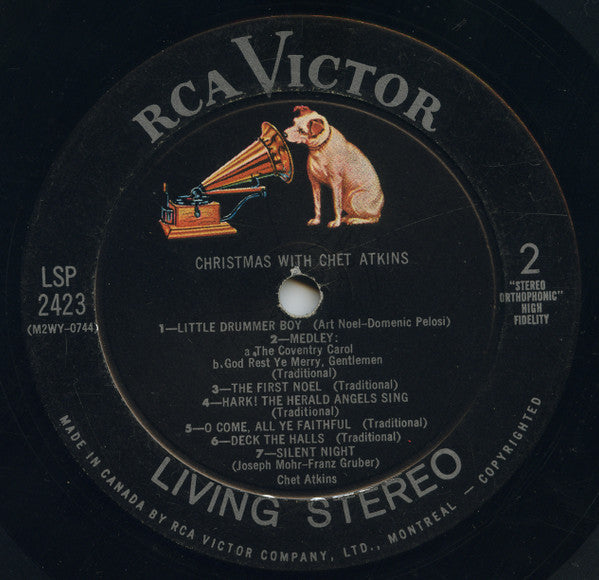 RCA VICTOR
CHRISTMAS WITH CHET ATKINS
LSP
2423
(M2WY-0744)
2
"STEREO
ORTHOPHONIC"
HIGH
FIDELITY
1—LITTLE DRUMMER BOY (Art Noel-Domenic Pelosi)
2—MEDLEY:
a. The Coventry Carol
b. God Rest Ye Merry, Gentlemen
(Traditional)
3—THE FIRST NOEL (Traditional)
4—HARK! THE HERALD ANGELS SING
(Traditional)
5—O COME, ALL YE FAITHFUL (Traditional)
6—DECK THE HALLS (Traditional)
7—SILENT NIGHT
(Joseph Mohr-Franz Gruber)
Chet Atkins
LIVING STEREO
MADE IN CANADA BY RCA VICTOR COMPANY, LTD., MONTREAL — COPYRIGHTED